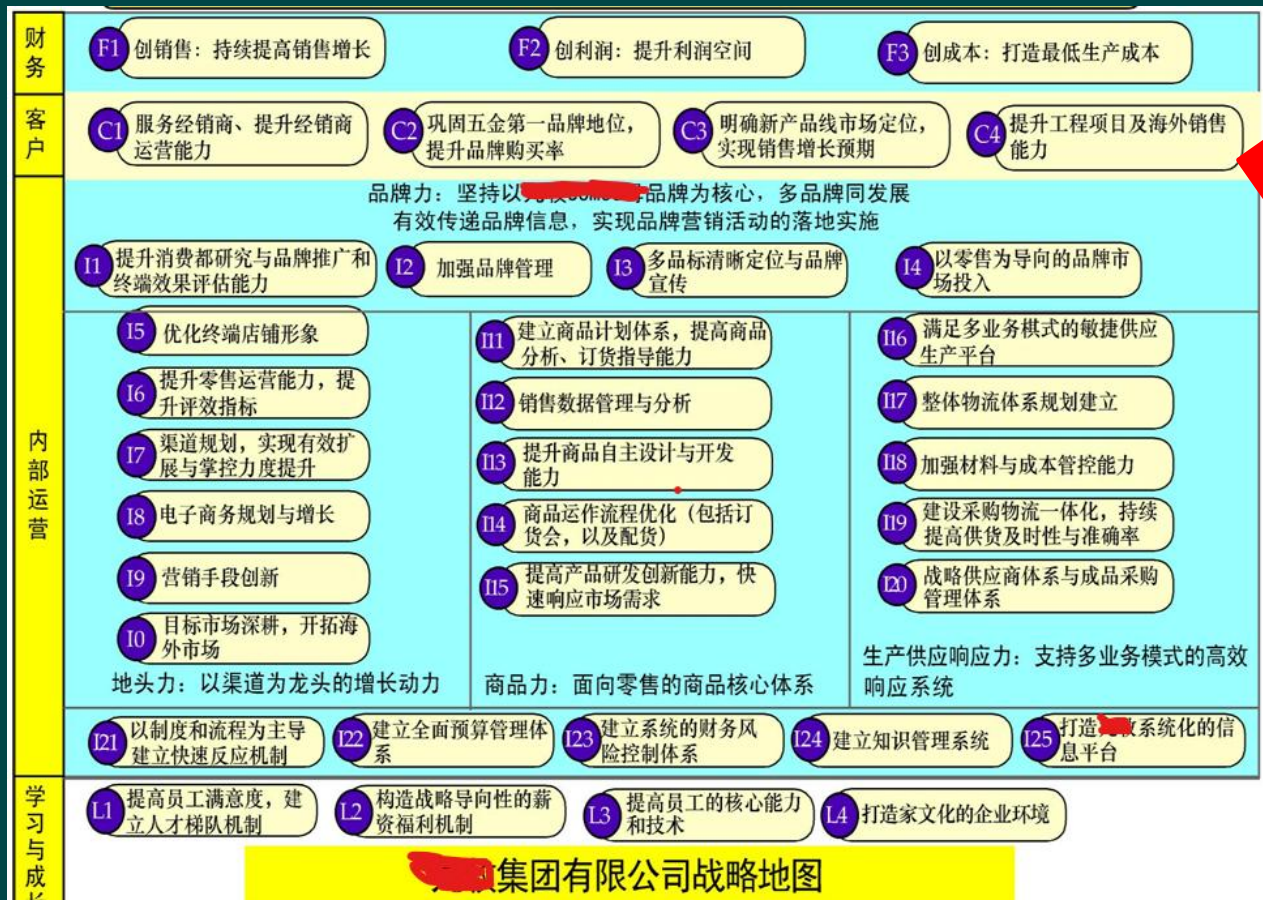 财务
F1 创销售：持续提高销售增长
F2 创利润：提升利润空间
F3 创成本：打造最低生产成本
客户
C1 服务经销商、提升经销商
运营能力
C2 巩固五金第一品牌地位，
提升品牌购买率
C3 明确新产品线市场定位，
实现销售增长预期
C4 提升工程项目及海外销售
能力
内部运营
品牌力：坚持以品牌为核心，多品牌同发展
有效传递品牌信息，实现品牌营销活动的落地实施
I1 提升消费都研究与品牌推广和
终端效果评估能力
I2 加强品牌管理
I3 多品标清晰定位与品牌
宣传
I4 以零售为导向的品牌市
场投入
I5 优化终端店铺形象
I6 提升零售运营能力，提
升评效指标
I7 渠道规划，实现有效扩
展与掌控力度提升
I8 电子商务规划与增长
I9 营销手段创新
I0 目标市场深耕，开拓海
外市场
地头力：以渠道为龙头的增长动力
I11 建立商品计划体系，提高商品
分析、订货指导能力
I12 销售数据管理与分析
I13 提升商品自主设计与开发
能力
I14 商品运作流程优化（包括订
货会，以及配货）
I15 提高产品研发创新能力，快
速响应市场需求
商品力：面向零售的商品核心体系
I16 满足多业务模式的敏捷供应
生产平台
I17 整体物流体系规划建立
I18 加强材料与成本管控能力
I19 建设采购物流一体化，持续
提高供货及时性与准确率
I20 战略供应商体系与成品采购
管理体系
生产供应响应力：支持多业务模式的高效
响应系统
I21 以制度和流程为主导
建立快速反应机制
I22 建立全面预算管理体
系
I23 建立系统的财务风
险控制体系
I24 建立知识管理系统
I25 打造系统化的信
息平台
学习与成
L1 提高员工满意度，建
立人才梯队机制
L2 构造战略导向性的薪
资福利机制
L3 提高员工的核心能力
和技术
L4 打造家文化的企业环境
集团有限公司战略地图